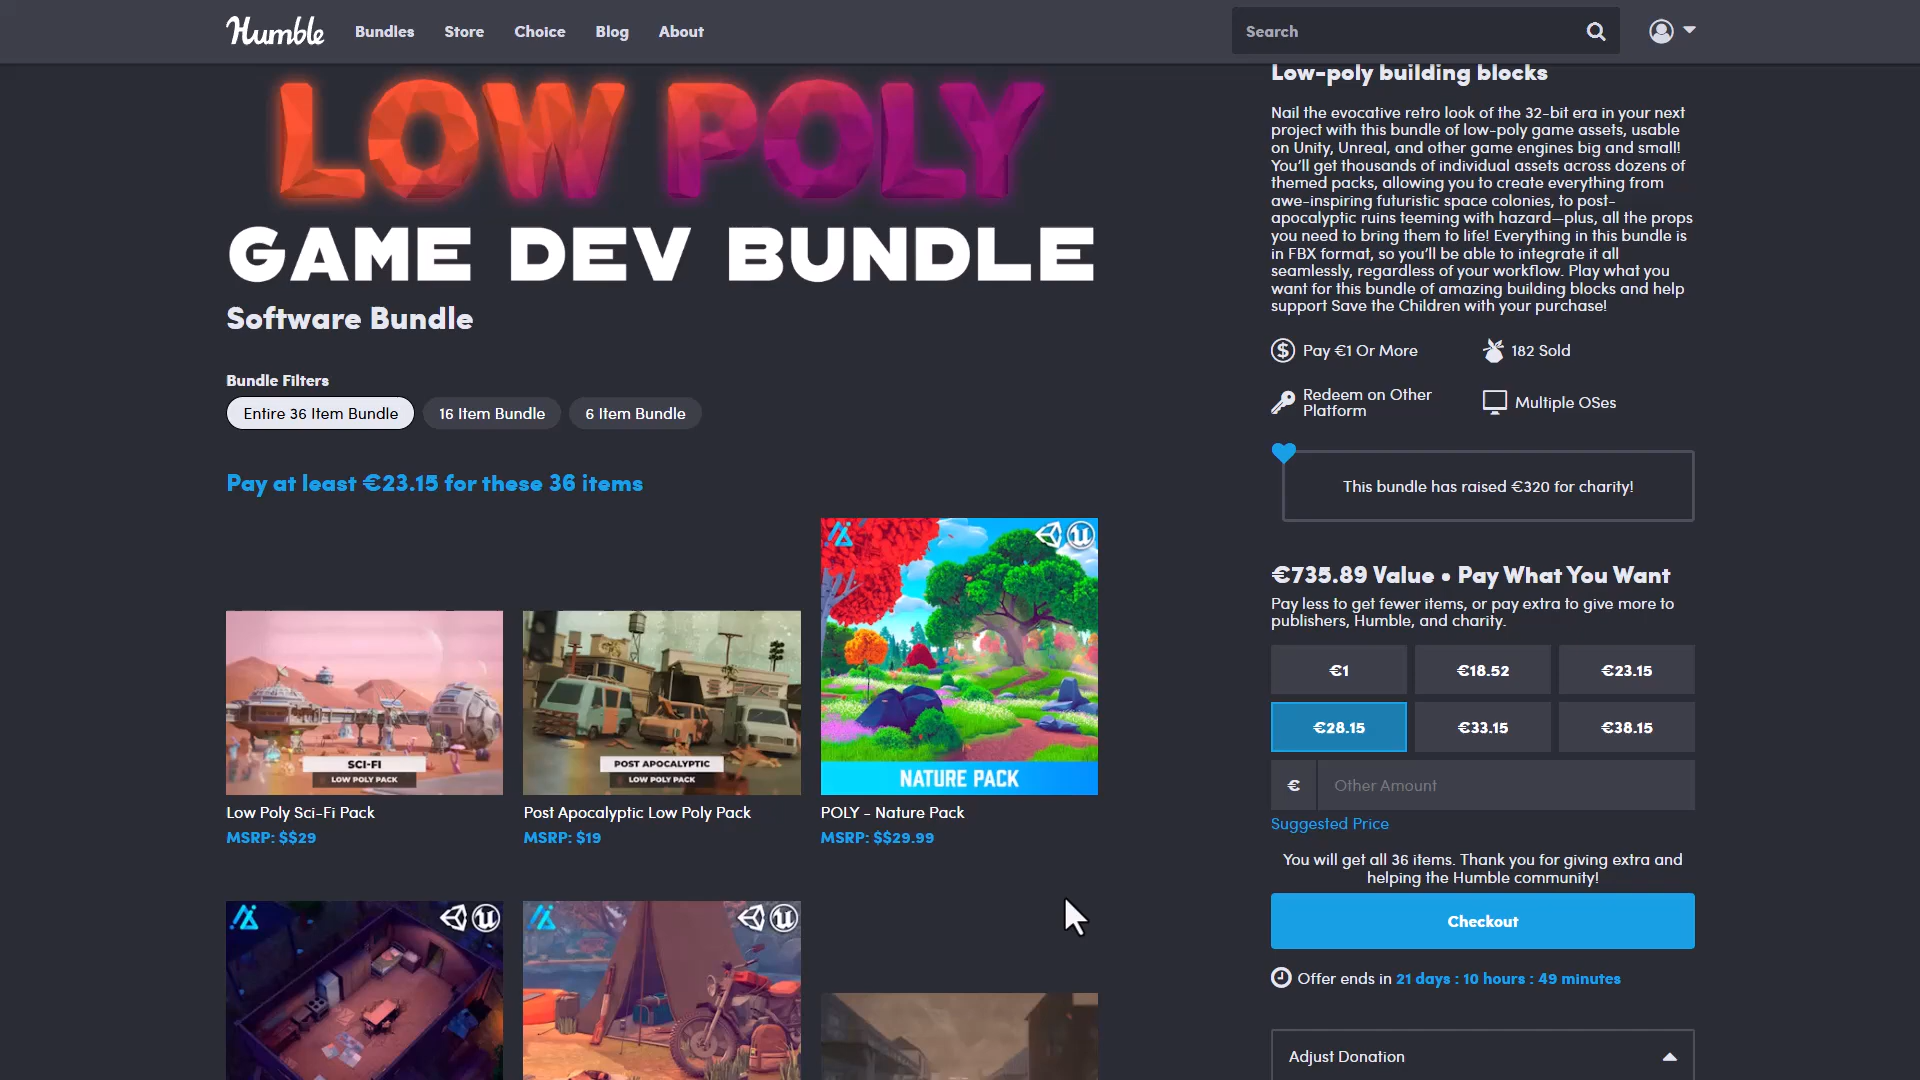 Humble
Bundles
Store
Choice
Blog
About
Search
LOW POLY
GAME DEV BUNDLE
Software Bundle
Bundle Filters
Entire 36 Item Bundle
16 Item Bundle
6 Item Bundle
Pay at least €23.15 for these 36 items
SCI-FI
LOW POLY PACK
Low Poly Sci-Fi Pack
MSRP: $$29
POST APOCALYPTIC
LOW POLY PACK
Post Apocalyptic Low Poly Pack
MSRP: $19
NATURE PACK
POLY - Nature Pack
MSRP: $$29.99
Low-poly building blocks
Nail the evocative retro look of the 32-bit era in your next
project with this bundle of low-poly game assets, usable
on Unity, Unreal, and other game engines big and small!
You’ll get thousands of individual assets across dozens of
themed packs, allowing you to create everything from
awe-inspiring futuristic space colonies, to post-
apocalyptic ruins teeming with hazard—plus, all the props
you need to bring them to life! Everything in this bundle is
in FBX format, so you’ll be able to integrate it all
seamlessly, regardless of your workflow. Play what you
want for this bundle of amazing building blocks and help
support Save the Children with your purchase!
Pay €1 Or More
182 Sold
Redeem on Other
Platform
Multiple OSes
This bundle has raised €320 for charity!
€735.89 Value • Pay What You Want
Pay less to get fewer items, or pay extra to give more to
publishers, Humble, and charity.
€1
€18.52
€23.15
€28.15
€33.15
€38.15
€
Other Amount
Suggested Price
You will get all 36 items. Thank you for giving extra and
helping the Humble community!
Checkout
Offer ends in 21 days : 10 hours : 49 minutes
Adjust Donation